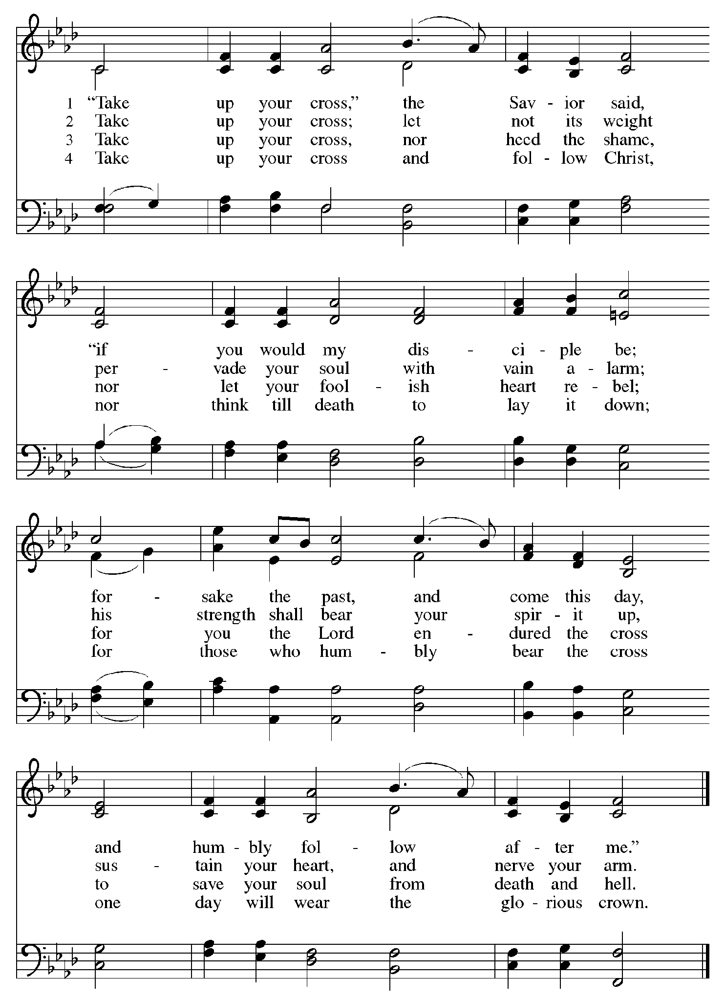 1 “Take up your cross,” the Sav - ior said,
2 Take up your cross; let not its weight
3 Take up your cross, nor heed the shame,
4 Take up your cross and fol - low Christ,
“if you would my dis - ci - ple be;
per - vade your soul with vain a - larm;
nor let your fool - ish heart re - bel;
nor think till death to lay it down;
for - sake the past, and come this day,
his strength shall bear your spir - it up,
for you the Lord en - dured the cross
for those who hum - bly bear the cross
and hum - bly fol - low af - ter me.”
sus - tain your heart, and nerve your arm.
to save your soul from death and hell.
one day will wear the glo - rious crown.